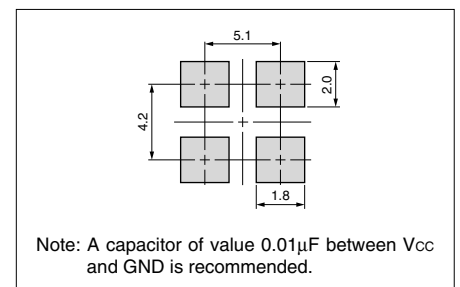 5.1
2.0
4.2
1.8
Note: A capacitor of value 0.01μF between Vcc
and GND is recommended.